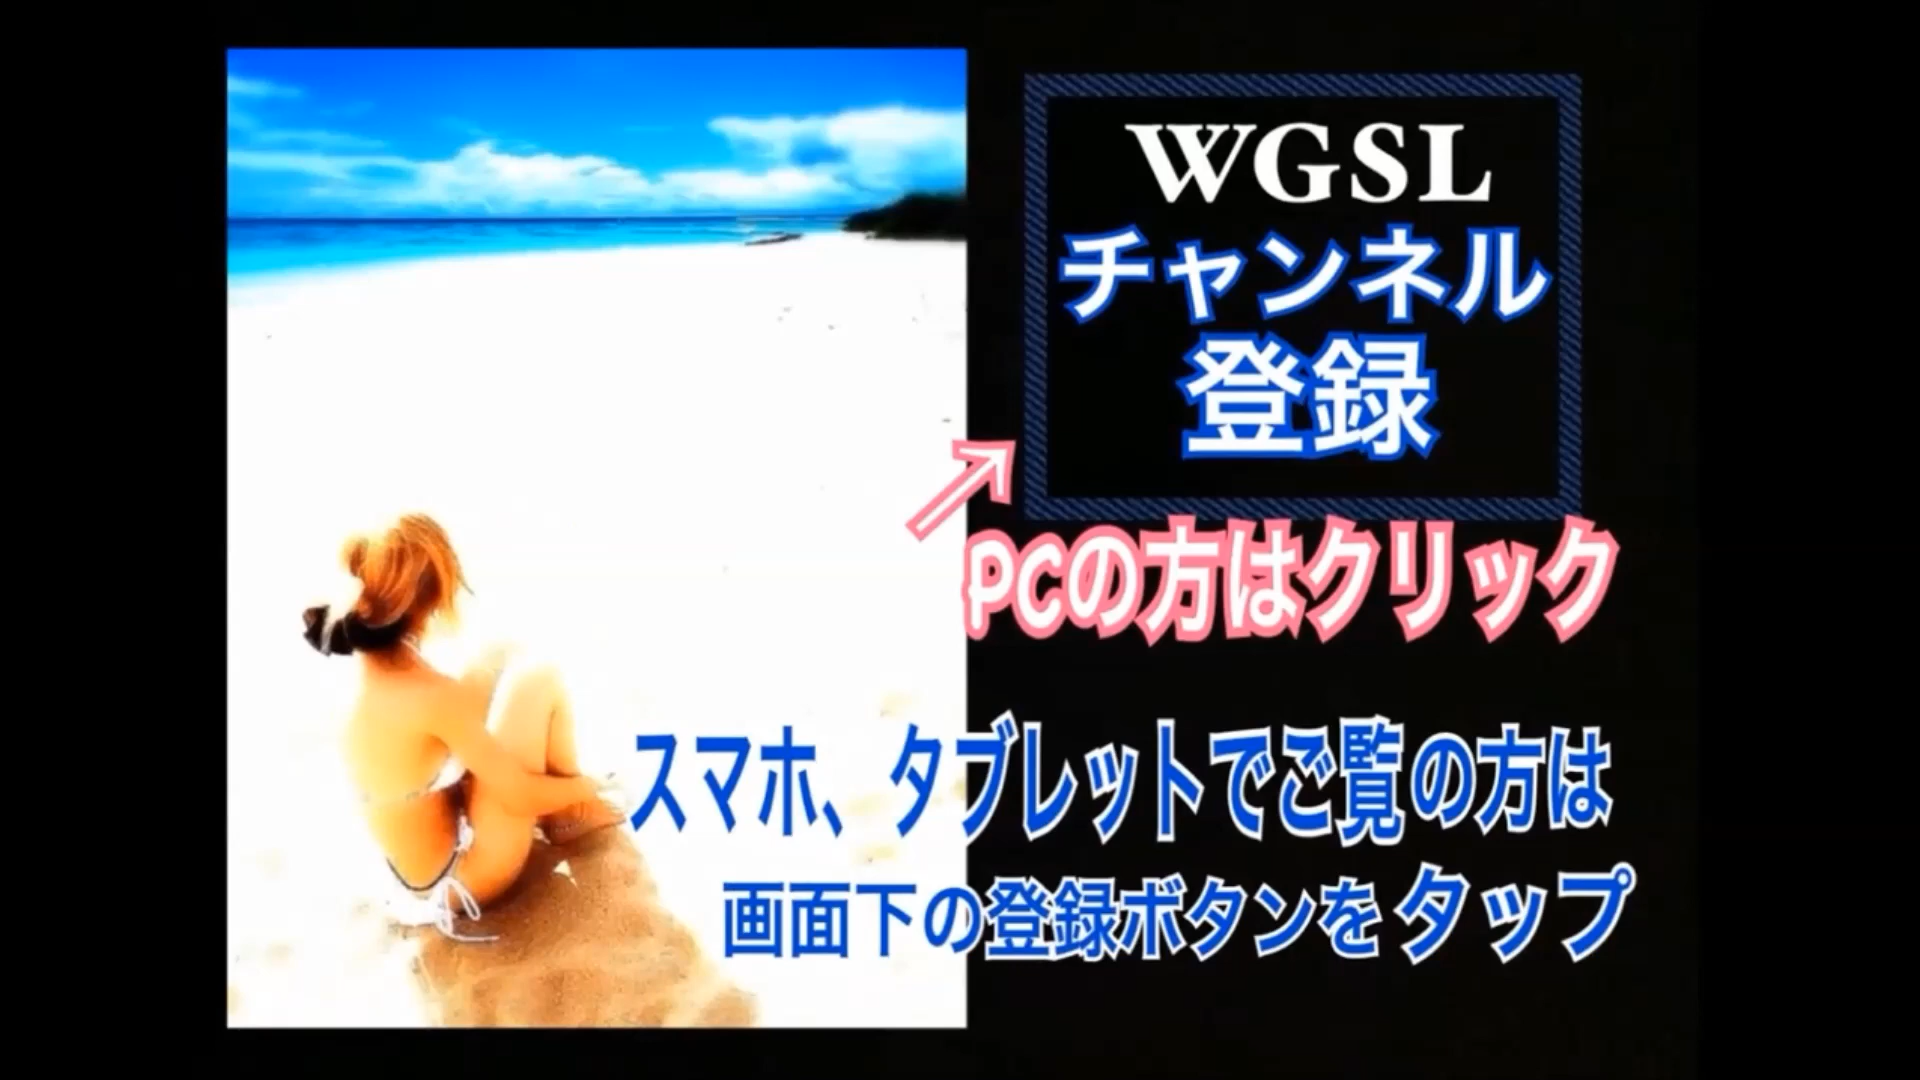 WGSL
チャンネル
登録
PCの方はクリック
スマホ、タブレットでご覧の方は
画面下の登録ボタンをタップ